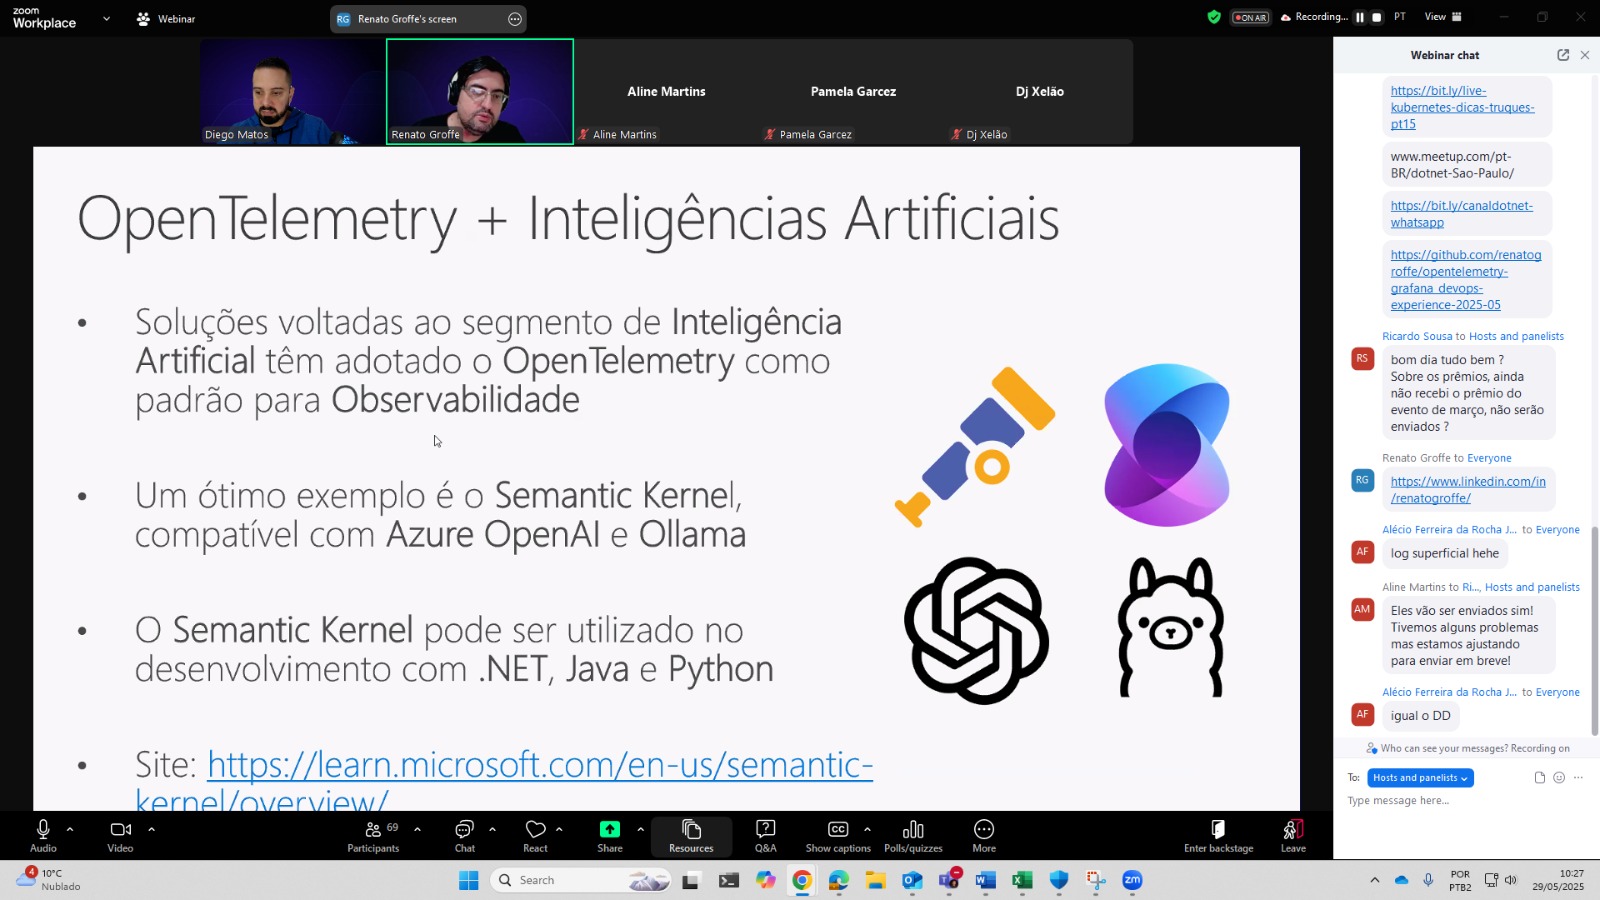 zoom
Workplace
Webinar
RG
Renato Groffe's screen
ON AIR
Recording...
PT
View
Diego Matos
Renato Groffe
Aline Martins
Aline Martins
Pamela Garcez
Pamela Garcez
Dj Xelão
Dj Xelão
OpenTelemetry + Inteligências Artificiais
• Soluções voltadas ao segmento de Inteligência
Artificial têm adotado o OpenTelemetry como
padrão para Observabilidade
• Um ótimo exemplo é o Semantic Kernel,
compatível com Azure OpenAI e Ollama
• O Semantic Kernel pode ser utilizado no
desenvolvimento com .NET, Java e Python
• Site: https://learn.microsoft.com/en-us/semantic-
kernel/overview/
Webinar chat
https://bit.ly/live-
kubernetes-dicas-truques-
pt15
www.meetup.com/pt-
BR/dotnet-Sao-Paulo/
https://bit.ly/canaldotnet-
whatsapp
https://github.com/renatog
roffe/opentelemetry-
grafana_devops-
experience-2025-05
Ricardo Sousa to Hosts and panelists
RS
bom dia tudo bem ?
Sobre os prêmios, ainda
não recebi o prêmio do
evento de março, não serão
enviados ?
Renato Groffe to Everyone
RG
https://www.linkedin.com/in
/renatogroffe/
Alécio Ferreira da Rocha J... to Everyone
AF
log superficial hehe
Aline Martins to Ri..., Hosts and panelists
AM
Eles vão ser enviados sim!
Tivemos alguns problemas
mas estamos ajustando
para enviar em breve!
Alécio Ferreira da Rocha J... to Everyone
AF
igual o DD
Who can see your messages? Recording on
To: Hosts and panelists
Type message here...
Audio
Video
69
Participants
Chat
React
Share
Resources
Q&A
CC
Show captions
Polls/quizzes
More
Enter backstage
Leave
4
10°C
Nublado
Search
zm
POR
PTB2
10:27
29/05/2025